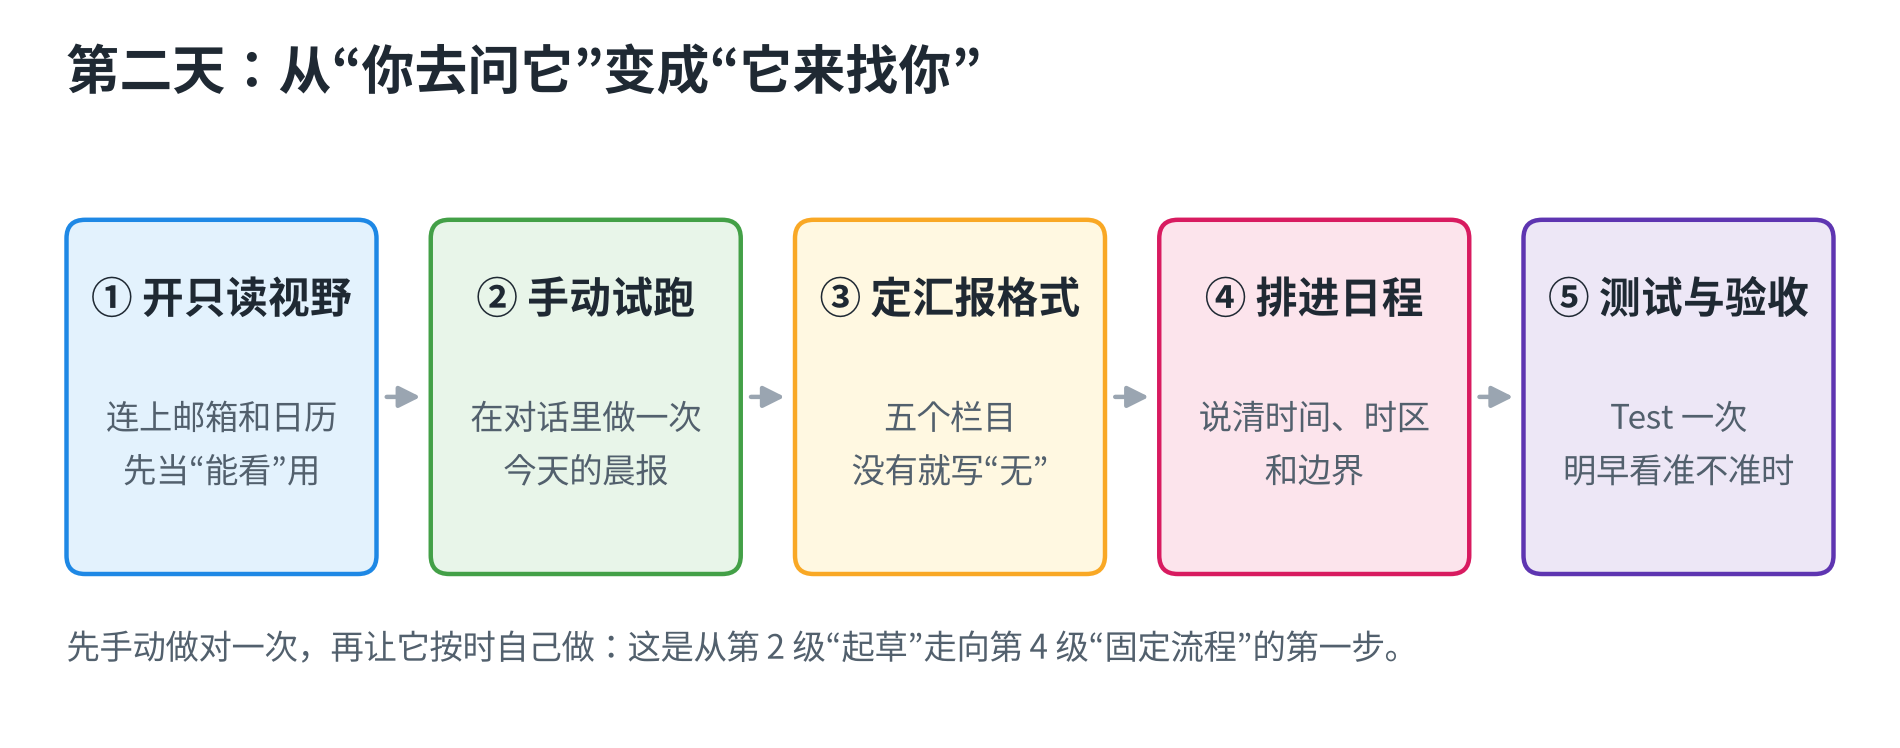 第二天：从“你去问它”变成“它来找你”
① 开只读视野
连上邮箱和日历
先当“能看”用
② 手动试跑
在对话里做一次
今天的晨报
③ 定汇报格式
五个栏目
没有就写“无”
④ 排进日程
说清时间、时区
和边界
⑤ 测试与验收
Test 一次
明早看准不准时
先手动做对一次，再让它按时自己做：这是从第 2 级“起草”走向第 4 级“固定流程”的第一步。